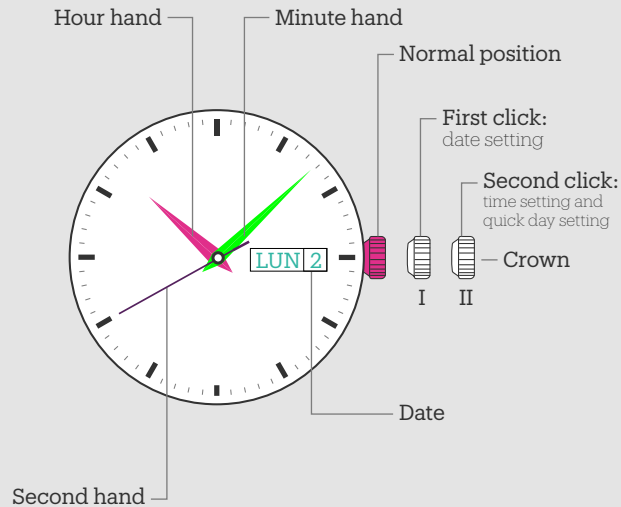 Hour hand
Minute hand
Normal position
First click:
date setting
Second click:
time setting and
quick day setting
LUN 2
Crown
I
II
Date
Second hand